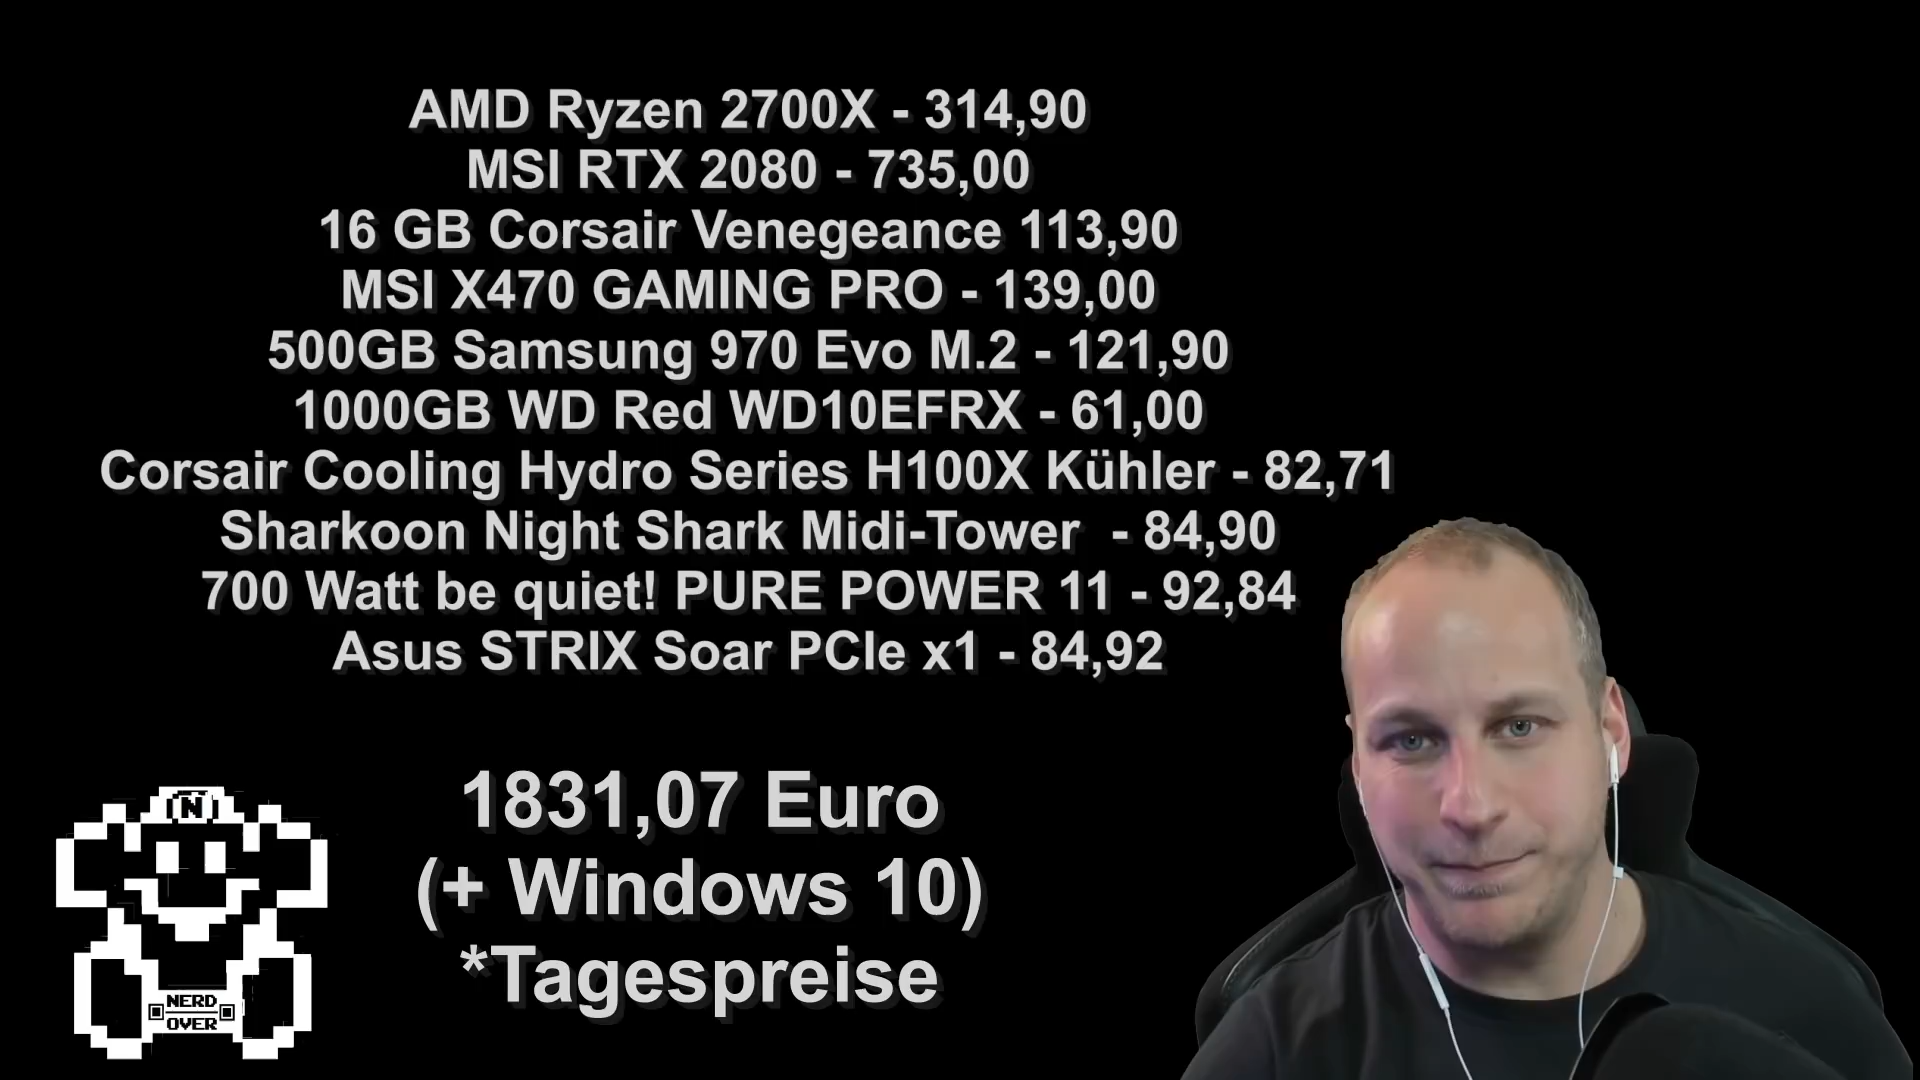 AMD Ryzen 2700X - 314,90
MSI RTX 2080 - 735,00
16 GB Corsair Venegeance 113,90
MSI X470 GAMING PRO - 139,00
500GB Samsung 970 Evo M.2 - 121,90
1000GB WD Red WD10EFRX - 61,00
Corsair Cooling Hydro Series H100X Kühler - 82,71
Sharkoon Night Shark Midi-Tower - 84,90
700 Watt be quiet! PURE POWER 11 - 92,84
Asus STRIX Soar PCIe x1 - 84,92
1831,07 Euro
(+ Windows 10)
*Tagespreise
(N)
NERD
OVER